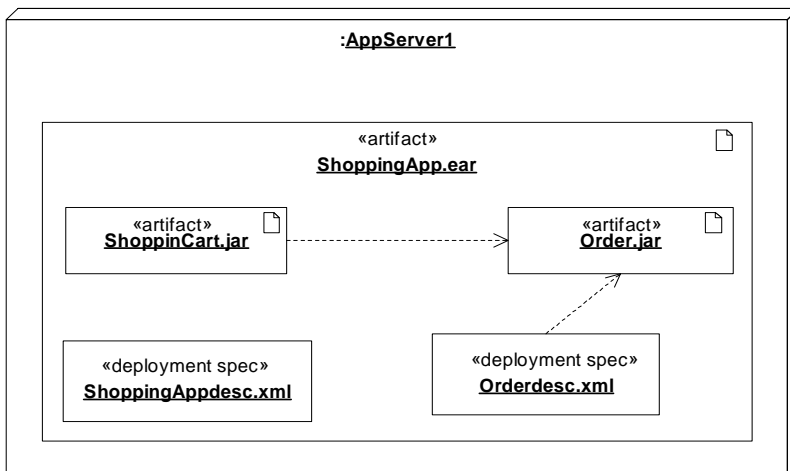 :AppServer1
«artifact»
ShoppingApp.ear
«artifact»
ShoppinCart.jar
«artifact»
Order.jar
«deployment spec»
ShoppingAppdesc.xml
«deployment spec»
Orderdesc.xml